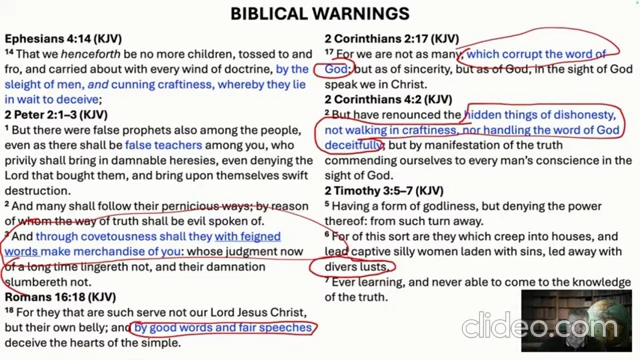 BIBLICAL WARNINGS
Ephesians 4:14 (KJV)
14 That we henceforth be no more children, tossed to and
fro, and carried about with every wind of doctrine, by the
sleight of men, and cunning craftiness, whereby they lie
in wait to deceive;
2 Peter 2:1–3 (KJV)
1 But there were false prophets also among the people,
even as there shall be false teachers among you, who
privily shall bring in damnable heresies, even denying the
Lord that bought them, and bring upon themselves swift
destruction.
2 And many shall follow their pernicious ways; by reason
of whom the way of truth shall be evil spoken of.
3 And through covetousness shall they with feigned
words make merchandise of you: whose judgment now
of a long time lingereth not, and their damnation
slumbereth not.
Romans 16:18 (KJV)
18 For they that are such serve not our Lord Jesus Christ,
but their own belly; and by good words and fair speeches
deceive the hearts of the simple.
2 Corinthians 2:17 (KJV)
17 For we are not as many, which corrupt the word of
God: but as of sincerity, but as of God, in the sight of God
speak we in Christ.
2 Corinthians 4:2 (KJV)
2 But have renounced the hidden things of dishonesty,
not walking in craftiness, nor handling the word of God
deceitfully; but by manifestation of the truth
commending ourselves to every man's conscience in the
sight of God.
2 Timothy 3:5–7 (KJV)
5 Having a form of godliness, but denying the power
thereof: from such turn away.
6 For of this sort are they which creep into houses, and
lead captive silly women laden with sins, led away with
divers lusts,
7 Ever learning, and never able to come to the knowledge
of the truth.
MADE WITH
clideo.com